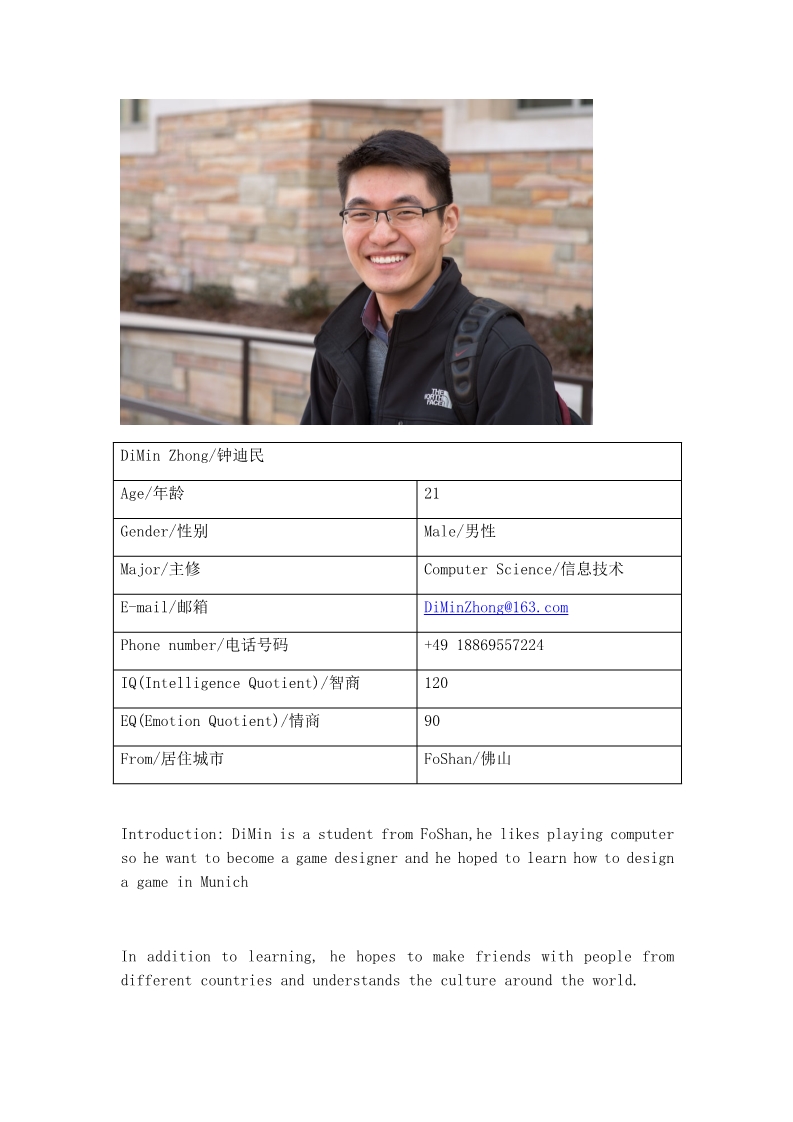 THE
NORTH
FACE
DiMin Zhong/钟迪民
Age/年龄 21
Gender/性别 Male/男性
Major/主修 Computer Science/信息技术
E-mail/邮箱 DiMinZhong@163.com
Phone number/电话号码 +49 18869557224
IQ(Intelligence Quotient)/智商 120
EQ(Emotion Quotient)/情商 90
From/居住城市 FoShan/佛山
Introduction: DiMin is a student from FoShan,he likes playing computer
so he want to become a game designer and he hoped to learn how to design
a game in Munich
In addition to learning, he hopes to make friends with people from
different countries and understands the culture around the world.